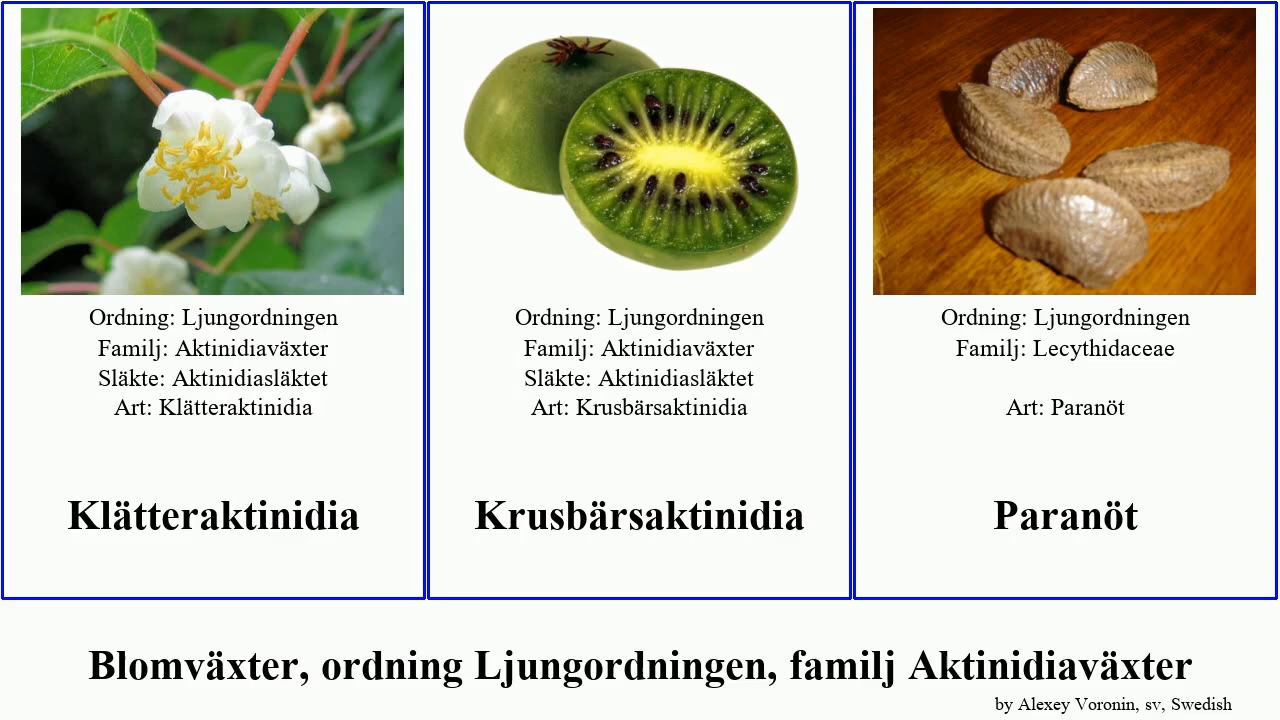 Ordning: Ljungordningen
Familj: Aktinidiaväxter
Släkte: Aktinidiasläktet
Art: Klätteraktinidia
Klätteraktinidia
Ordning: Ljungordningen
Familj: Aktinidiaväxter
Släkte: Aktinidiasläktet
Art: Krusbärsaktinidia
Krusbärsaktinidia
Ordning: Ljungordningen
Familj: Lecythidaceae
Art: Paranöt
Paranöt
Blomväxter, ordning Ljungordningen, familj Aktinidiaväxter
by Alexey Voronin, sv, Swedish